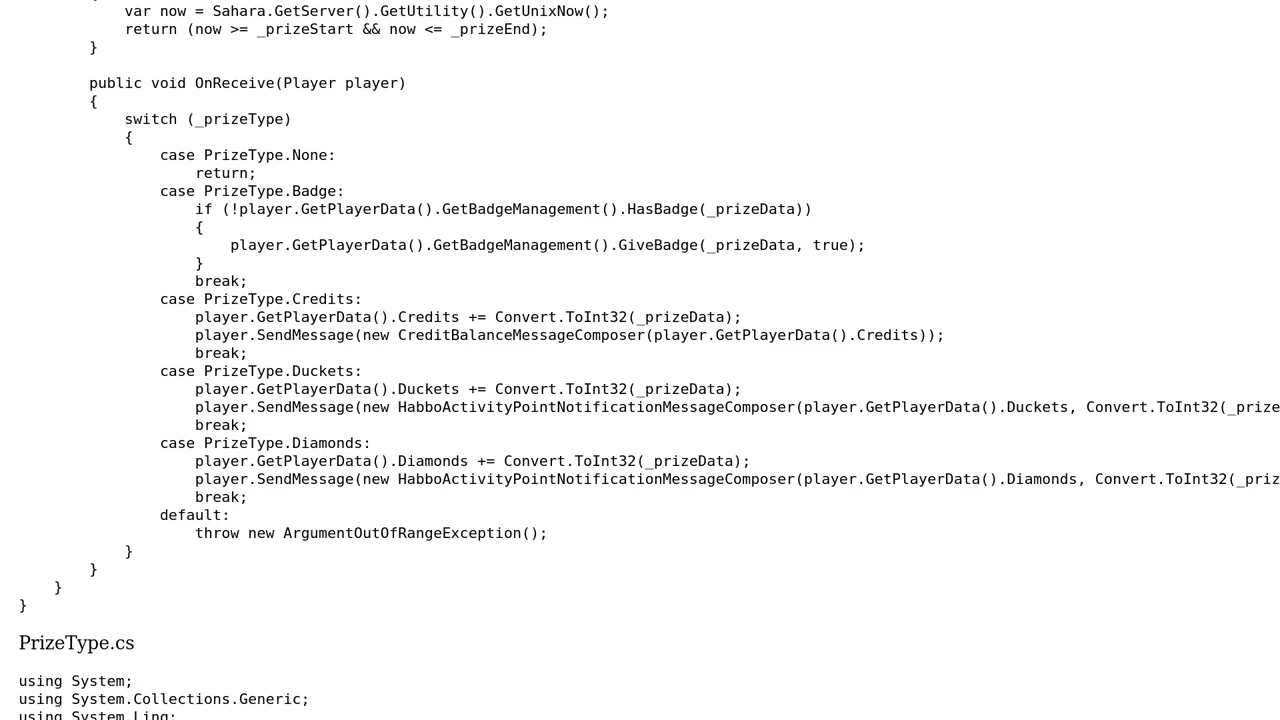 var now = Sahara.GetServer().GetUtility().GetUnixNow();
return (now >= _prizeStart && now <= _prizeEnd);
}
public void OnReceive(Player player)
{
switch (_prizeType)
{
case PrizeType.None:
return;
case PrizeType.Badge:
if (!player.GetPlayerData().GetBadgeManagement().HasBadge(_prizeData))
{
player.GetPlayerData().GetBadgeManagement().GiveBadge(_prizeData, true);
}
break;
case PrizeType.Credits:
player.GetPlayerData().Credits += Convert.ToInt32(_prizeData);
player.SendMessage(new CreditBalanceMessageComposer(player.GetPlayerData().Credits));
break;
case PrizeType.Duckets:
player.GetPlayerData().Duckets += Convert.ToInt32(_prizeData);
player.SendMessage(new HabboActivityPointNotificationMessageComposer(player.GetPlayerData().Duckets, Convert.ToInt32(_prize
break;
case PrizeType.Diamonds:
player.GetPlayerData().Diamonds += Convert.ToInt32(_prizeData);
player.SendMessage(new HabboActivityPointNotificationMessageComposer(player.GetPlayerData().Diamonds, Convert.ToInt32(_priz
break;
default:
throw new ArgumentOutOfRangeException();
}
}
}
}
PrizeType.cs
using System;
using System.Collections.Generic;
using System.Linq;